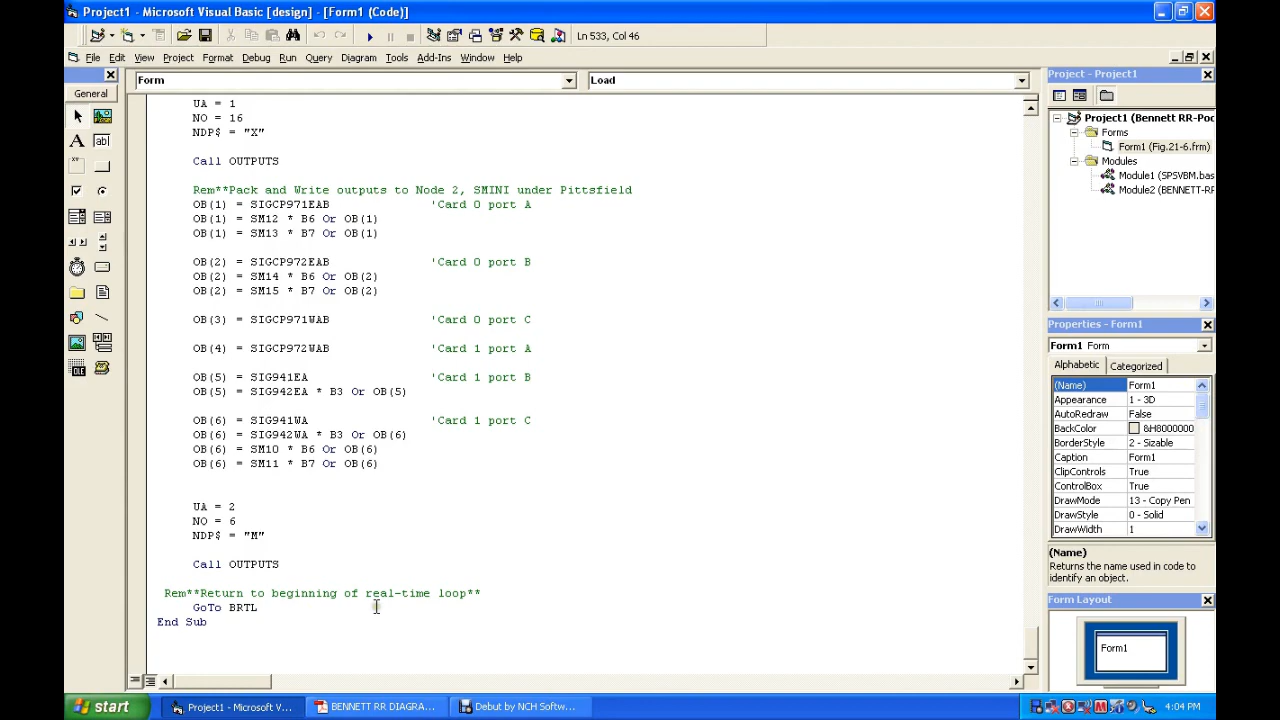 Project1 - Microsoft Visual Basic [design] - [Form1 (Code)]
Ln 533, Col 46
File Edit View Project Format Debug Run Query Diagram Tools Add-Ins Window Help
General
Form
Load
UA = 1
NO = 16
NDP$ = "X"
Call OUTPUTS
Rem**Pack and Write outputs to Node 2, SMINI under Pittsfield
OB(1) = SIGCP971EAB 'Card 0 port A
OB(1) = SM12 * B6 Or OB(1)
OB(1) = SM13 * B7 Or OB(1)
OB(2) = SIGCP972EAB 'Card 0 port B
OB(2) = SM14 * B6 Or OB(2)
OB(2) = SM15 * B7 Or OB(2)
OB(3) = SIGCP971WAB 'Card 0 port C
OB(4) = SIGCP972WAB 'Card 1 port A
OB(5) = SIG941EA 'Card 1 port B
OB(5) = SIG942EA * B3 Or OB(5)
OB(6) = SIG941WA 'Card 1 port C
OB(6) = SIG942WA * B3 Or OB(6)
OB(6) = SM10 * B6 Or OB(6)
OB(6) = SM11 * B7 Or OB(6)
UA = 2
NO = 6
NDP$ = "M"
Call OUTPUTS
Rem**Return to beginning of real-time loop**
GoTo BRTL
End Sub
Project - Project1
Project1 (Bennett RR-Poc
Forms
Form1 (Fig.21-6.frm)
Modules
Module1 (SPSVBM.bas
Module2 (BENNETT-RF
Properties - Form1
Form1 Form
Alphabetic Categorized
(Name) Form1
Appearance 1 - 3D
AutoRedraw False
BackColor &H8000000
BorderStyle 2 - Sizable
Caption Form1
ClipControls True
ControlBox True
DrawMode 13 - Copy Pen
DrawStyle 0 - Solid
DrawWidth 1
(Name)
Returns the name used in code to
identify an object.
Form Layout
Form1
start
Project1 - Microsoft V...
BENNETT RR DIAGRA...
Debut by NCH Softw...
4:04 PM